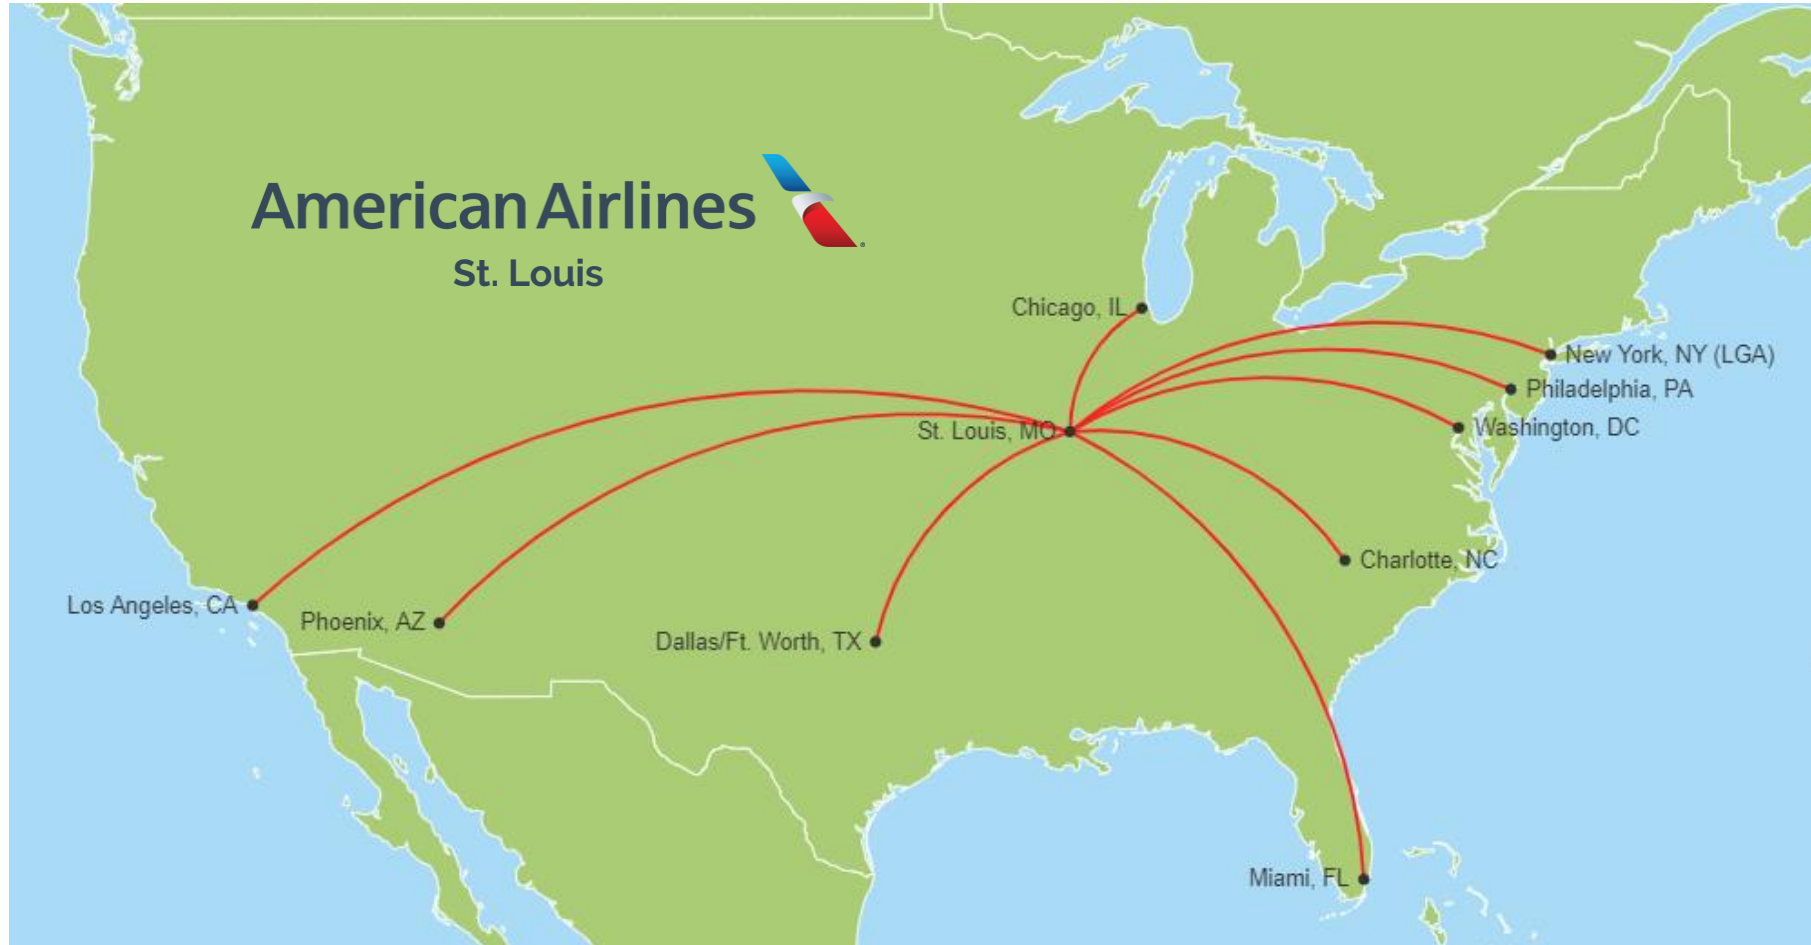 American Airlines
St. Louis
Chicago, IL
New York, NY (LGA)
Philadelphia, PA
Washington, DC
St. Louis, MO
Charlotte, NC
Los Angeles, CA
Phoenix, AZ
Dallas/Ft. Worth, TX
Miami, FL